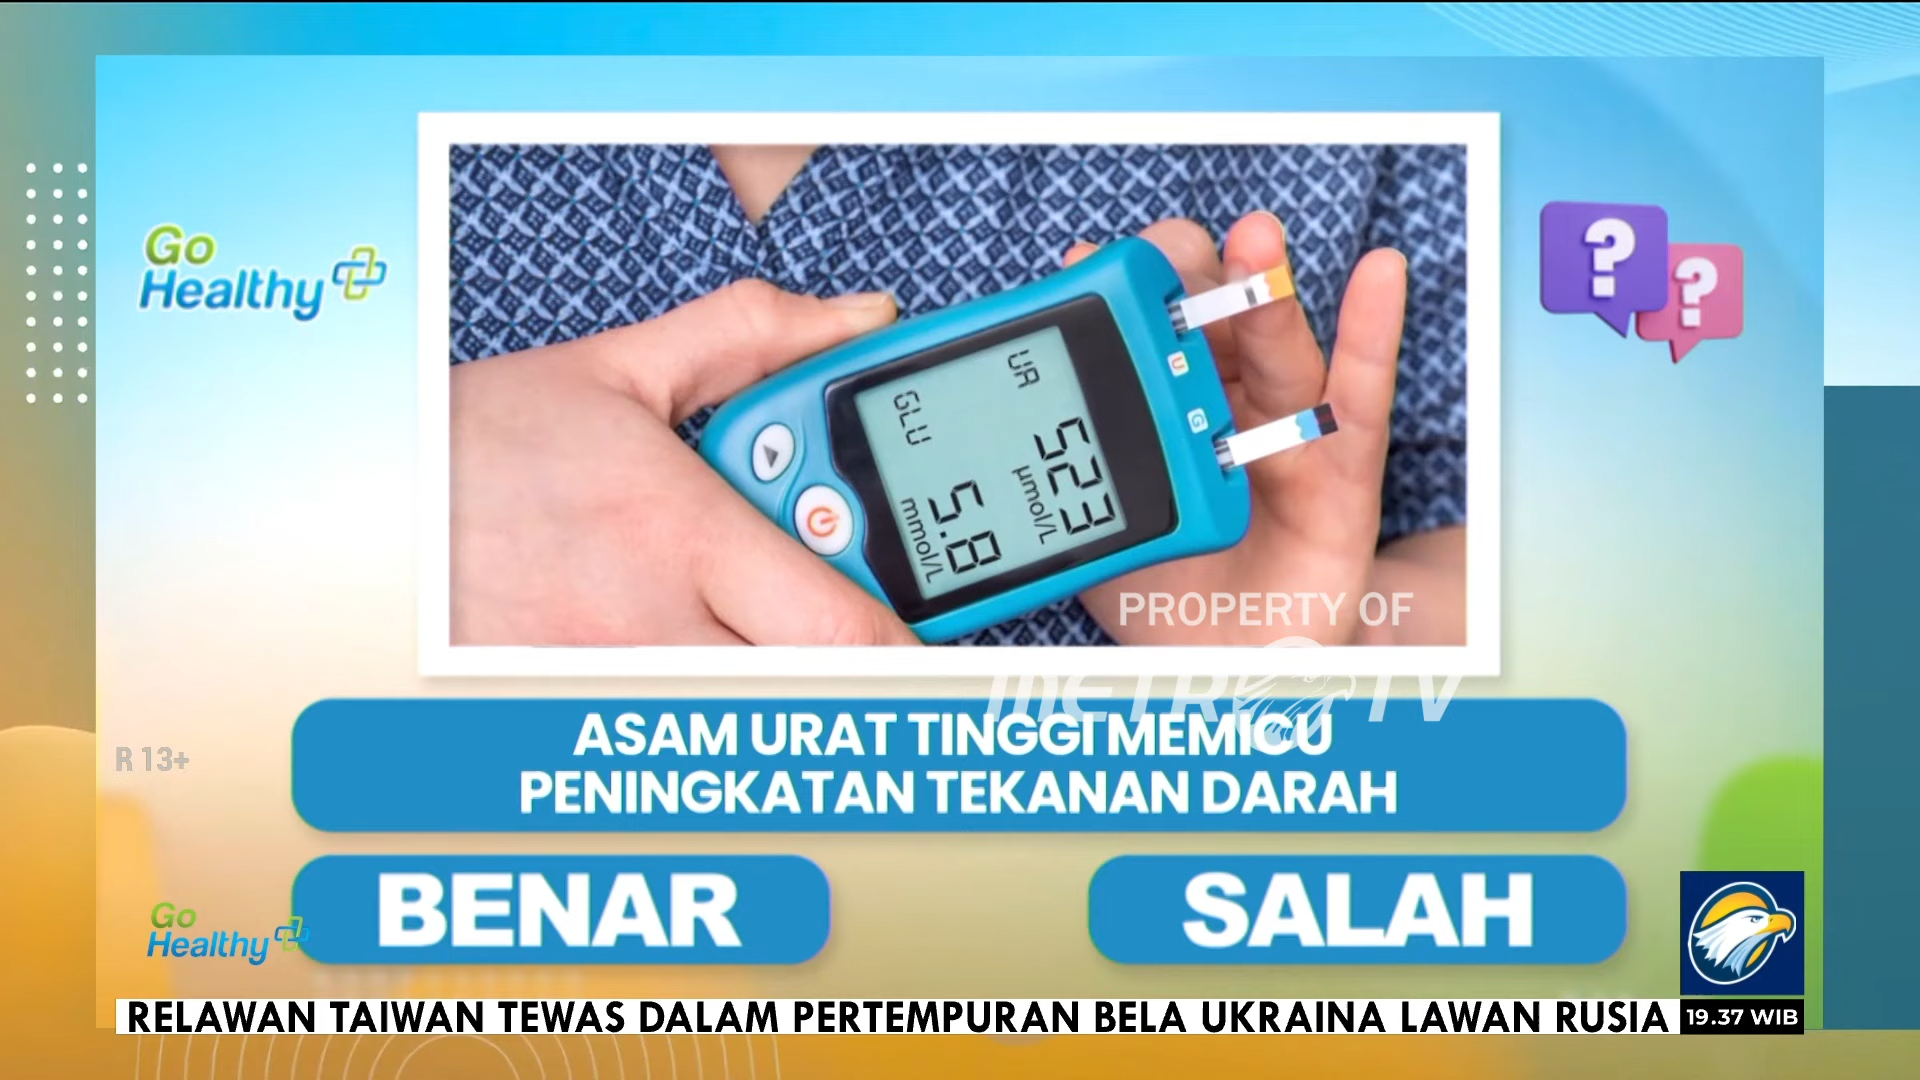 Go
Healthy
?
?
UA
523
µmol/L
GLU
5.8
mmol/L
U
G
PROPERTY OF
METRO TV
ASAM URAT TINGGI MEMICU
PENINGKATAN TEKANAN DARAH
R 13+
BENAR
SALAH
Go
Healthy
RELAWAN TAIWAN TEWAS DALAM PERTEMPURAN BELA UKRAINA LAWAN RUSIA
19.37 WIB